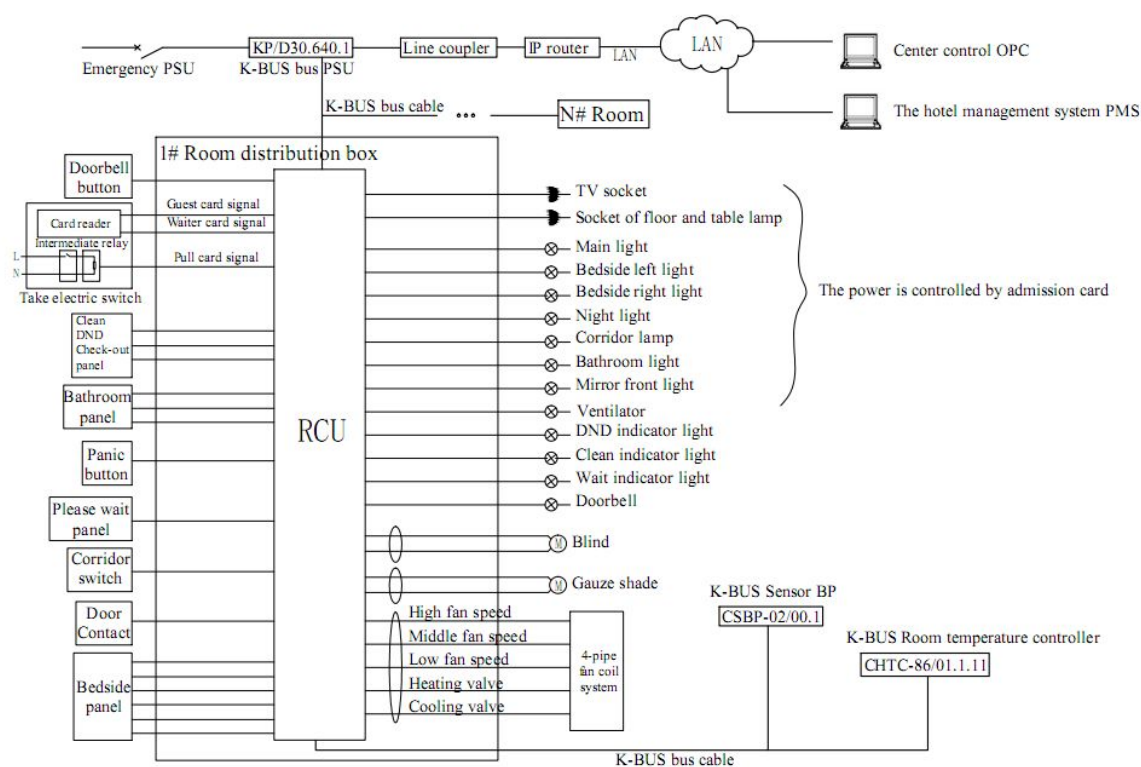 KP/D30.640.1
Line coupler
IP router
LAN
LAN
Center control OPC
Emergency PSU
K-BUS bus PSU
K-BUS bus cable
...
N# Room
The hotel management system PMS
1# Room distribution box
Doorbell
button
Guest card signal
Card reader
Waiter card signal
Intermediate relay
L
N
Pull card signal
Take electric switch
Clean
DND
Check-out
panel
Bathroom
panel
Panic
button
Please wait
panel
Corridor
switch
Door
Contact
Bedside
panel
RCU
TV socket
Socket of floor and table lamp
Main light
Bedside left light
Bedside right light
Night light
Corridor lamp
Bathroom light
Mirror front light
Ventilator
DND indicator light
Clean indicator light
Wait indicator light
Doorbell
The power is controlled by admission card
M
Blind
M
Gauze shade
High fan speed
Middle fan speed
Low fan speed
Heating valve
Cooling valve
4-pipe
fan coil
system
K-BUS Sensor BP
CSBP-02/00.1
K-BUS Room temperature controller
CHTC-86/01.1.11
K-BUS bus cable